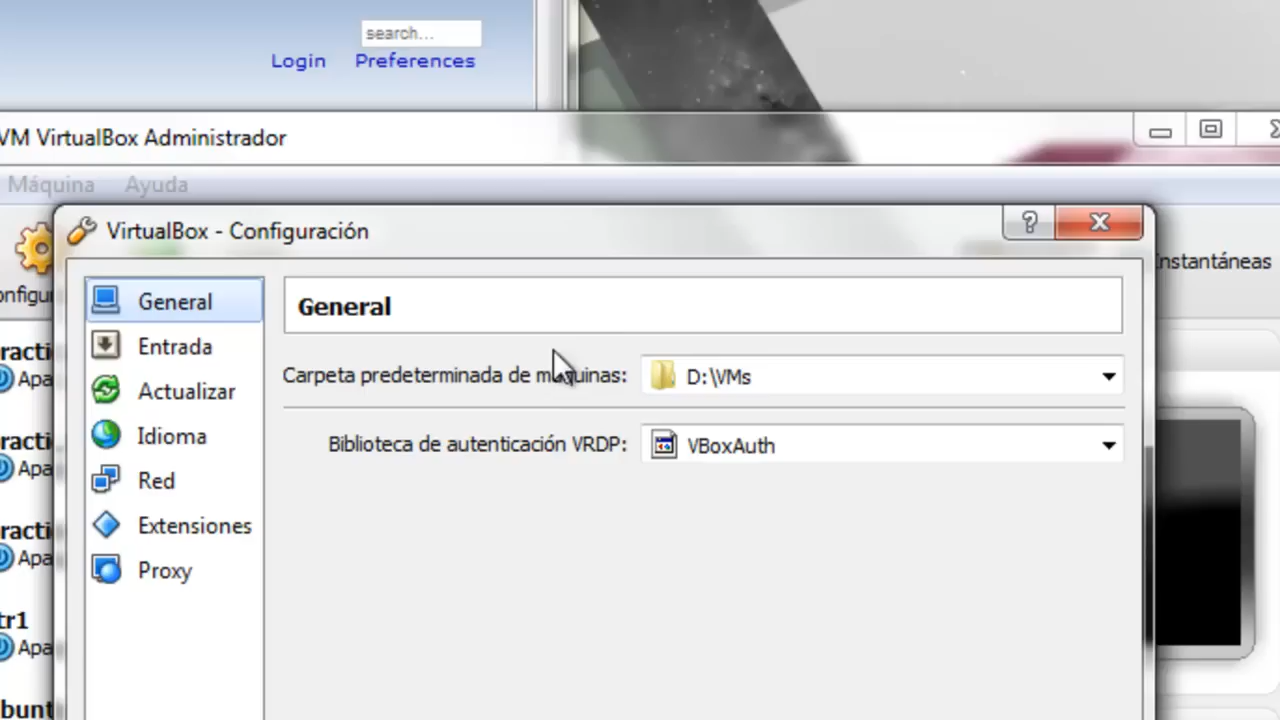 search...
Login Preferences
VM VirtualBox Administrador
Máquina Ayuda
VirtualBox - Configuración
?
Instantáneas
General
General
Entrada
Carpeta predeterminada de máquinas: D:\VMs
Actualizar
Idioma
Biblioteca de autenticación VRDP: VBoxAuth
Red
Extensiones
Proxy
tr1